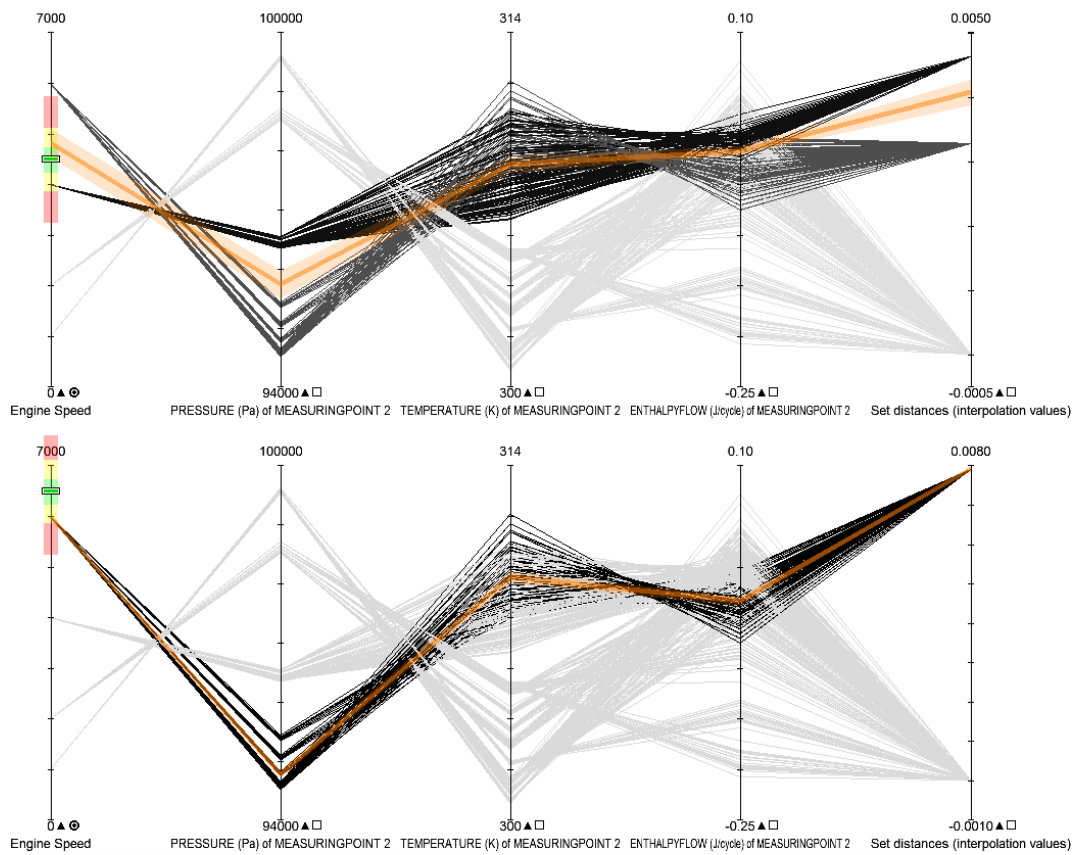 7000 100000 314 0.10 0.0050
0 94000 300 -0.25 -0.0005
Engine Speed PRESSURE (Pa) of MEASURINGPOINT 2 TEMPERATURE (K) of MEASURINGPOINT 2 ENTHALPYFLOW (J/cycle) of MEASURINGPOINT 2 Set distances (interpolation values)
7000 100000 314 0.10 0.0080
0 94000 300 -0.25 -0.0010
Engine Speed PRESSURE (Pa) of MEASURINGPOINT 2 TEMPERATURE (K) of MEASURINGPOINT 2 ENTHALPYFLOW (J/cycle) of MEASURINGPOINT 2 Set distances (interpolation values)